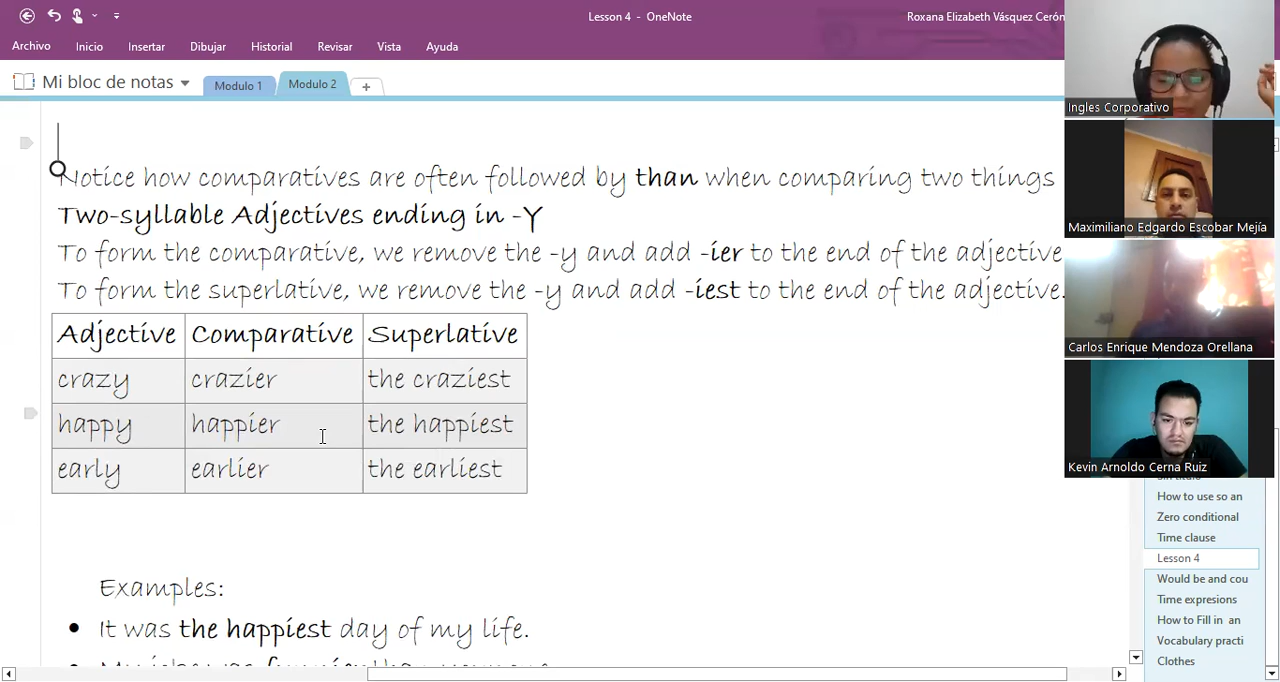 Lesson 4 - OneNote
Roxana Elizabeth Vásquez Cerón
Archivo Inicio Insertar Dibujar Historial Revisar Vista Ayuda
Mi bloc de notas Modulo 1 Modulo 2 +
Notice how comparatives are often followed by than when comparing two things
Two-syllable Adjectives ending in -Y
To form the comparative, we remove the -y and add -ier to the end of the adjective
To form the superlative, we remove the -y and add -iest to the end of the adjective.
Adjective Comparative Superlative
crazy crazier the craziest
happy happier the happiest
early earlier the earliest
Examples:
• It was the happiest day of my life.
Ingles Corporativo
Maximiliano Edgardo Escobar Mejía
Carlos Enrique Mendoza Orellana
Kevin Arnoldo Cerna Ruiz
How to use so an
Zero conditional
Time clause
Lesson 4
Would be and cou
Time expresions
How to Fill in an
Vocabulary practi
Clothes